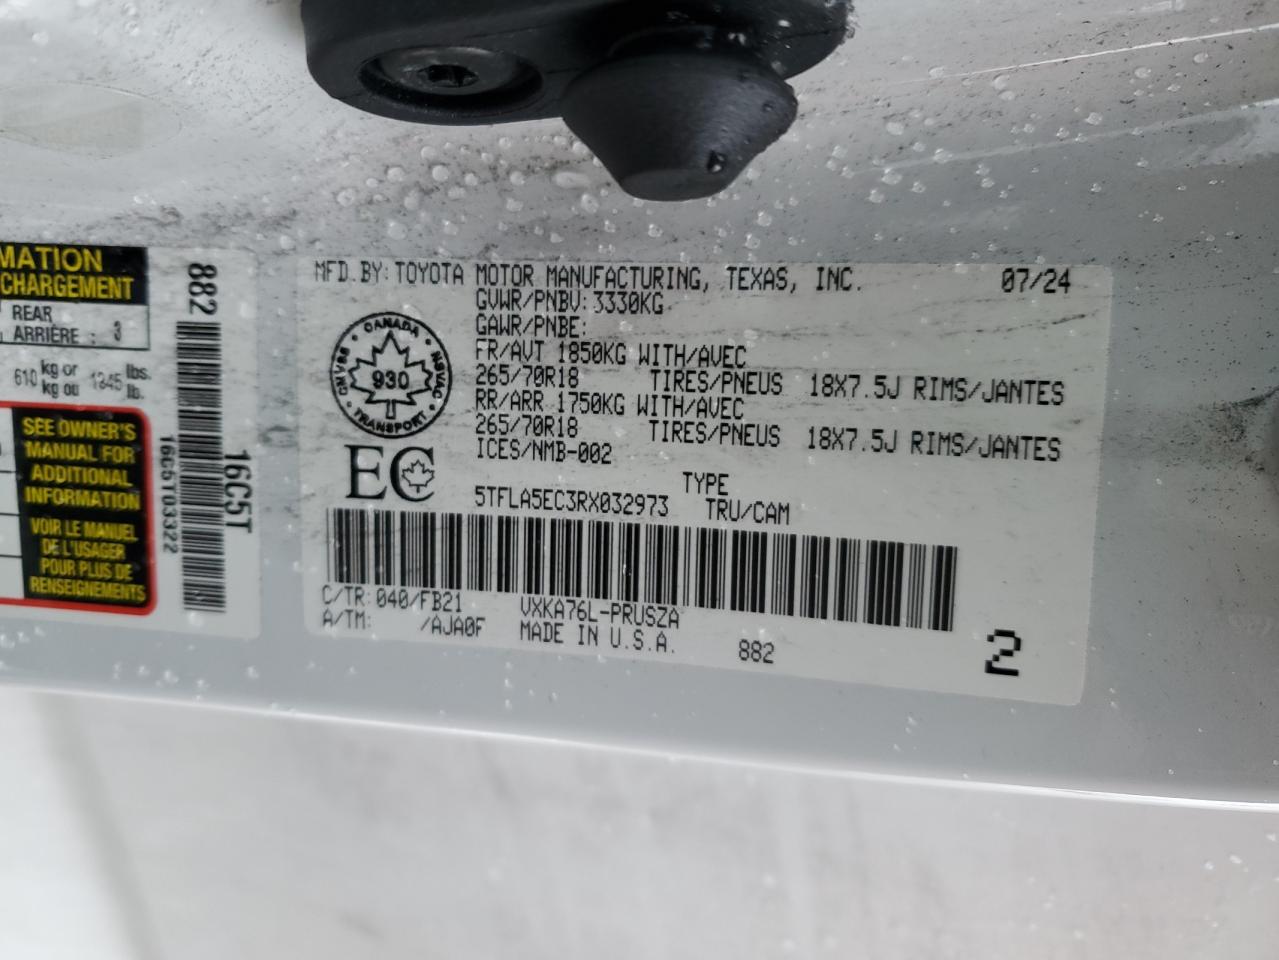 MATION
CHARGEMENT
REAR
ARRIÈRE : 3
610 kg or 1345 lbs.
kg ou lb.
SEE OWNER'S
MANUAL FOR
ADDITIONAL
INFORMATION
VOIR LE MANUEL
DE L'USAGER
POUR PLUS DE
RENSEIGNEMENTS
882
16C5T
16C5T03322
MFD.BY:TOYOTA MOTOR MANUFACTURING, TEXAS, INC. 07/24
GVWR/PNBV:3330KG
GAWR/PNBE:
FR/AVT 1850KG WITH/AVEC
265/70R18 TIRES/PNEUS 18X7.5J RIMS/JANTES
RR/ARR 1750KG WITH/AVEC
265/70R18 TIRES/PNEUS 18X7.5J RIMS/JANTES
ICES/NMB-002
CANADA
930
TRANSPORT
NSVAC
CMVSS
EC
TYPE
5TFLA5EC3RX032973 TRU/CAM
C/TR:040/FB21 VXKA76L-PRUSZA
A/TM: /AJA0F MADE IN U.S.A. 882
2